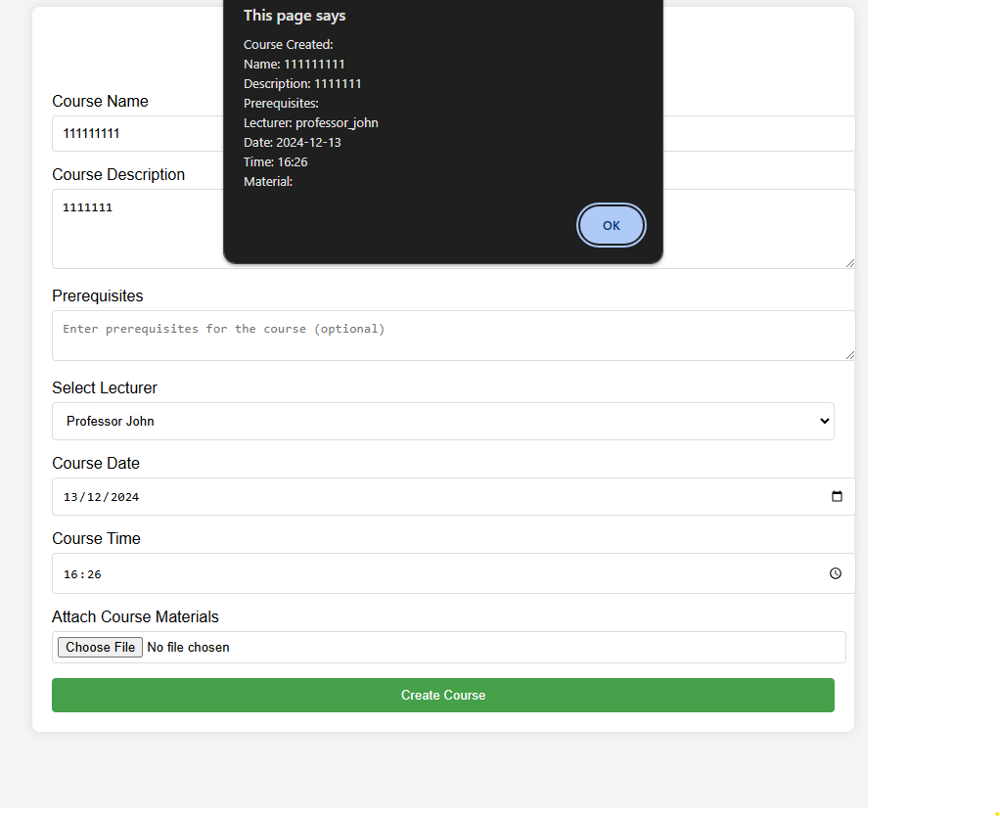 This page says
Course Created:
Name: 111111111
Description: 1111111
Prerequisites:
Lecturer: professor_john
Date: 2024-12-13
Time: 16:26
Material:
OK
Course Name
111111111
Course Description
1111111
Prerequisites
Enter prerequisites for the course (optional)
Select Lecturer
Professor John
Course Date
13/12/2024
Course Time
16:26
Attach Course Materials
Choose File No file chosen
Create Course